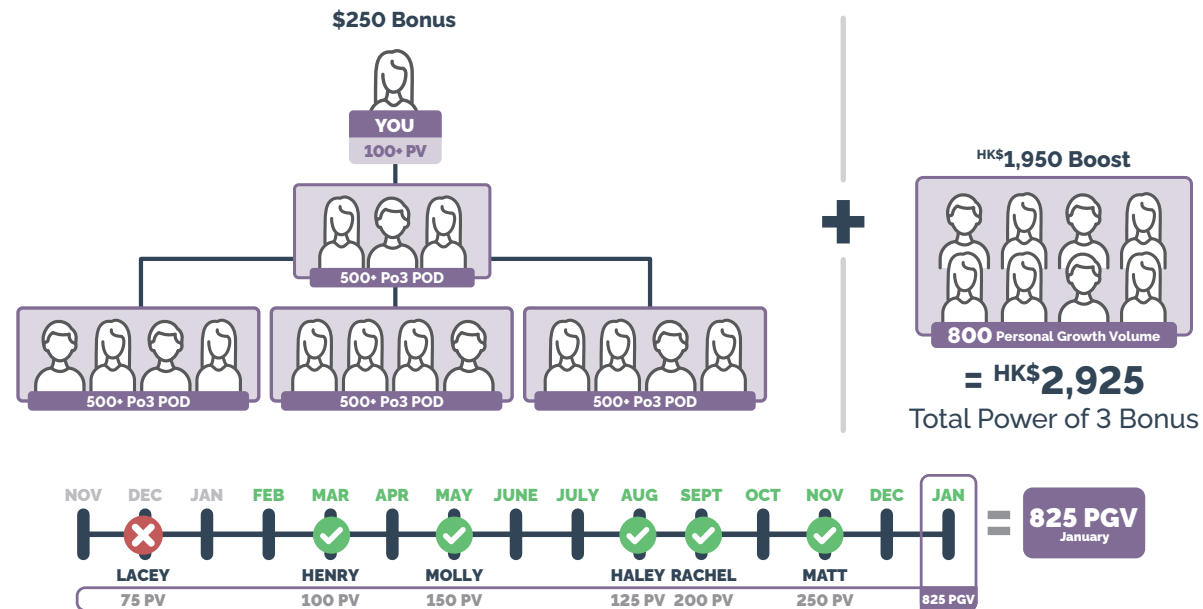 $250 Bonus
YOU
100+ PV
500+ Po3 POD
500+ Po3 POD
500+ Po3 POD
500+ Po3 POD
+
HK$1,950 Boost
800 Personal Growth Volume
= HK$2,925
Total Power of 3 Bonus
NOV DEC JAN FEB MAR APR MAY JUNE JULY AUG SEPT OCT NOV DEC JAN
LACEY HENRY MOLLY HALEY RACHEL MATT
75 PV 100 PV 150 PV 125 PV 200 PV 250 PV 825 PGV
= 825 PGV
January